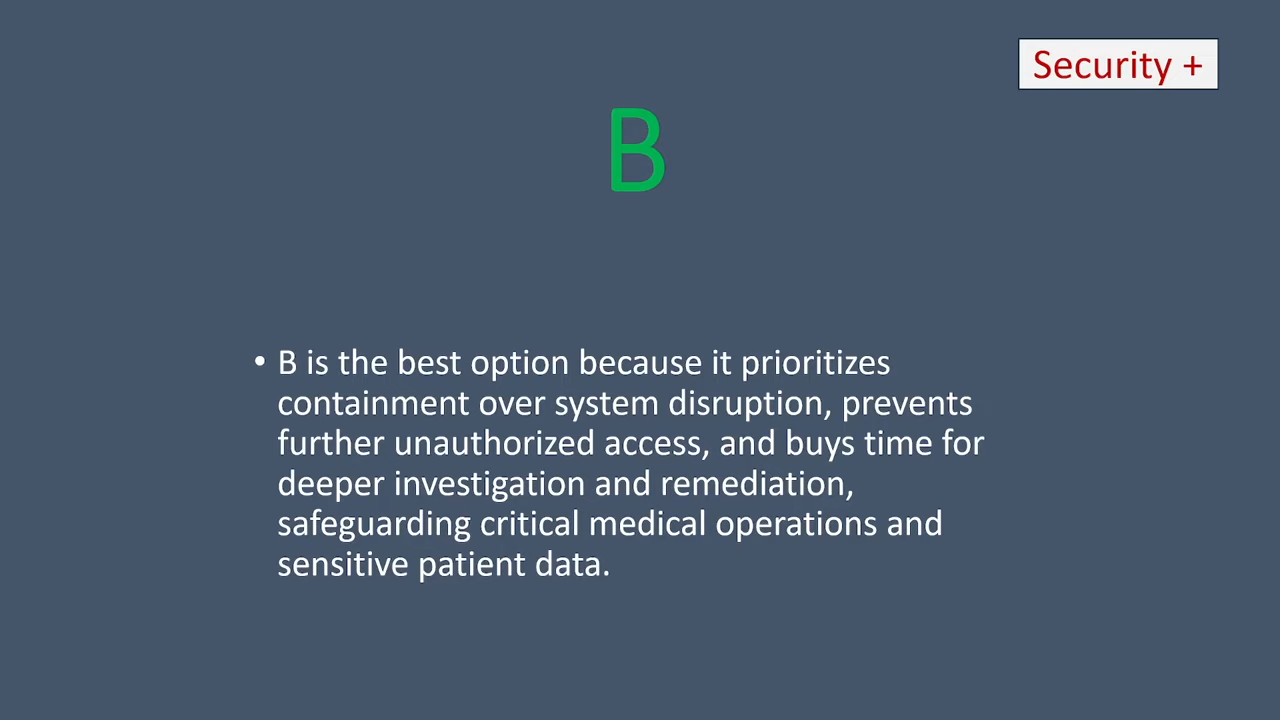 Security +
B
• B is the best option because it prioritizes
containment over system disruption, prevents
further unauthorized access, and buys time for
deeper investigation and remediation,
safeguarding critical medical operations and
sensitive patient data.